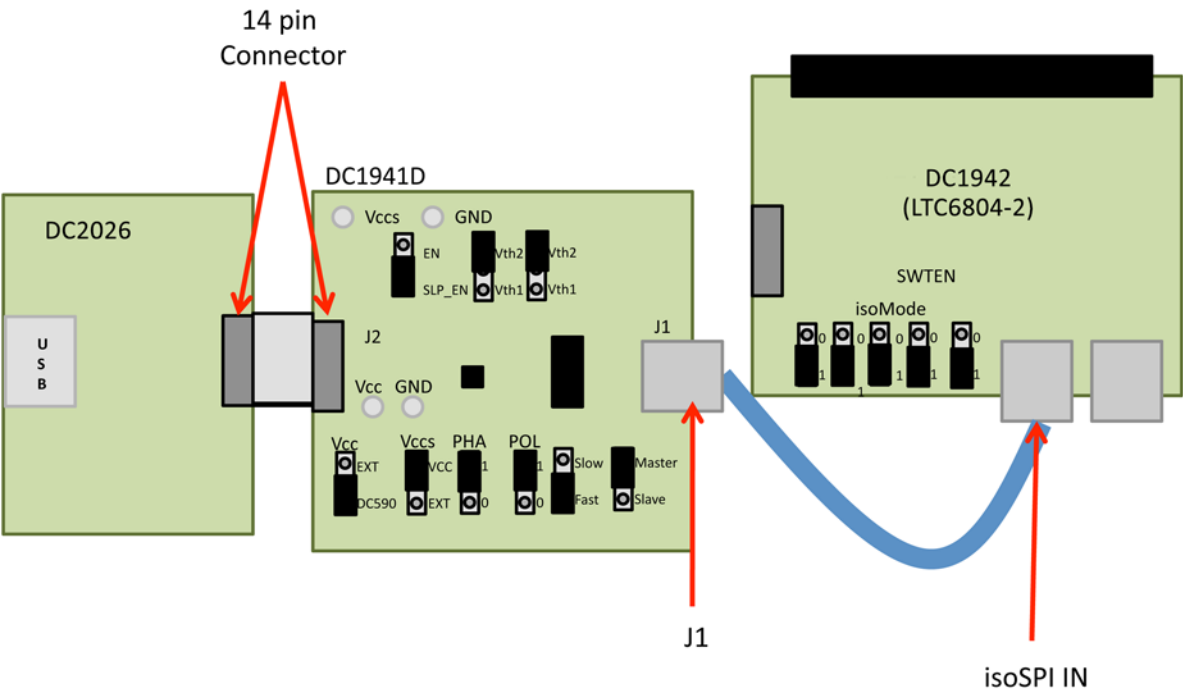 14 pin
Connector
DC1941D
DC2026
Vccs GND
EN Vth2 Vth2
SLP_EN Vth1 Vth1
DC1942
(LTC6804-2)
SWTEN
isoMode
0 0 0 0 0
1 1 1 1 1
U
S
B
J2
J1
Vcc GND
Vcc Vccs PHA POL
EXT VCC 1 1 Slow Master
DC590 EXT 0 0 Fast Slave
J1
isoSPI IN